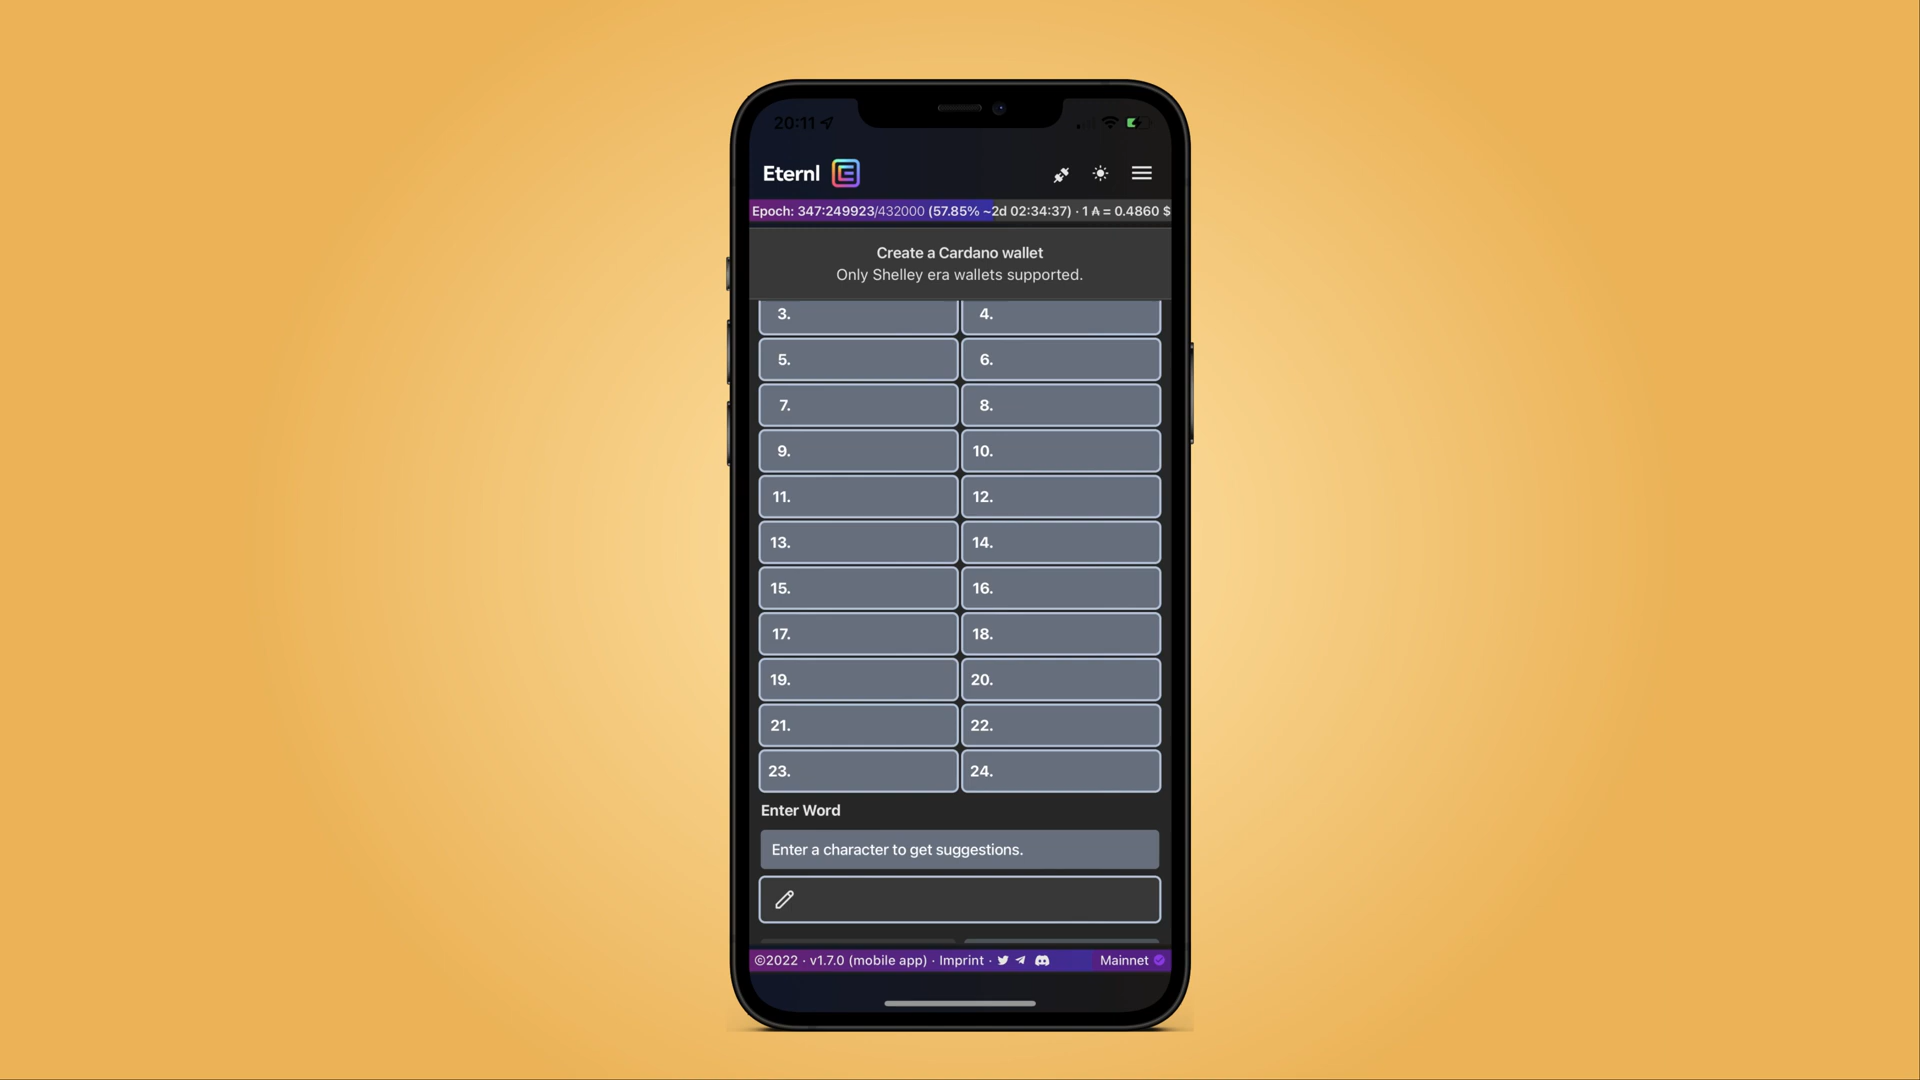 20:11
Eternl
Epoch: 347:249923/432000 (57.85% ~2d 02:34:37) · 1 ₳ = 0.4860 $
Create a Cardano wallet
Only Shelley era wallets supported.
3. 4.
5. 6.
7. 8.
9. 10.
11. 12.
13. 14.
15. 16.
17. 18.
19. 20.
21. 22.
23. 24.
Enter Word
Enter a character to get suggestions.
©2022 · v1.7.0 (mobile app) · Imprint · Mainnet